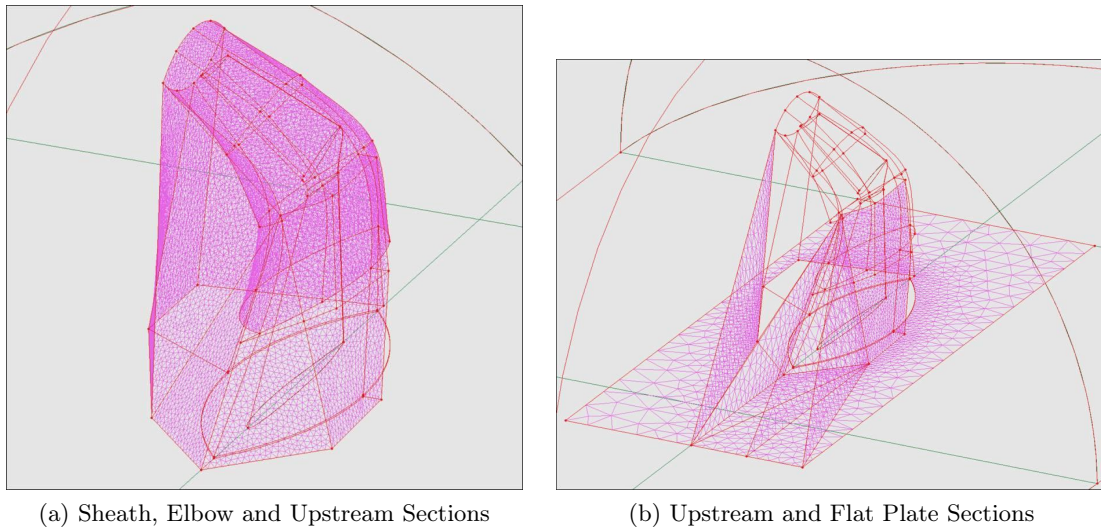 (a) Sheath, Elbow and Upstream Sections
(b) Upstream and Flat Plate Sections